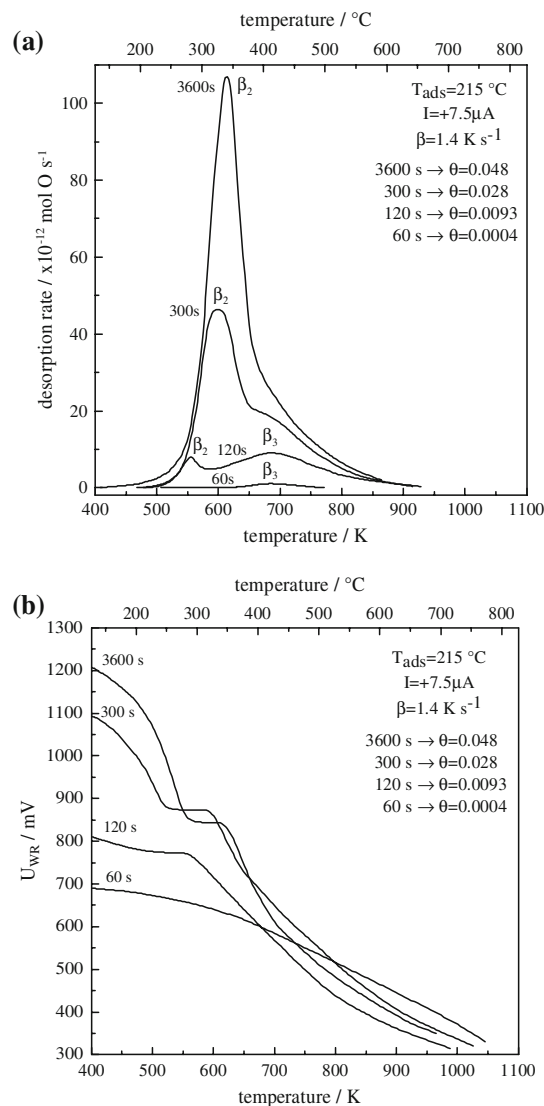 (a)
temperature / °C
200 300 400 500 600 700 800
3600s
β2
Tads=215 °C
I=+7.5μA
β=1.4 K s-1
3600 s → θ=0.048
300 s → θ=0.028
120 s → θ=0.0093
60 s → θ=0.0004
desorption rate / x10-12 mol O s-1
100
80
60
40
20
0
300s
β2
β2
120s
β3
60s
β3
400 500 600 700 800 900 1000 1100
temperature / K
(b)
temperature / °C
200 300 400 500 600 700 800
1300
1200
1100
1000
900
800
700
600
500
400
300
UWR / mV
3600 s
300 s
120 s
60 s
Tads=215 °C
I=+7.5μA
β=1.4 K s-1
3600 s → θ=0.048
300 s → θ=0.028
120 s → θ=0.0093
60 s → θ=0.0004
400 500 600 700 800 900 1000 1100
temperature / K